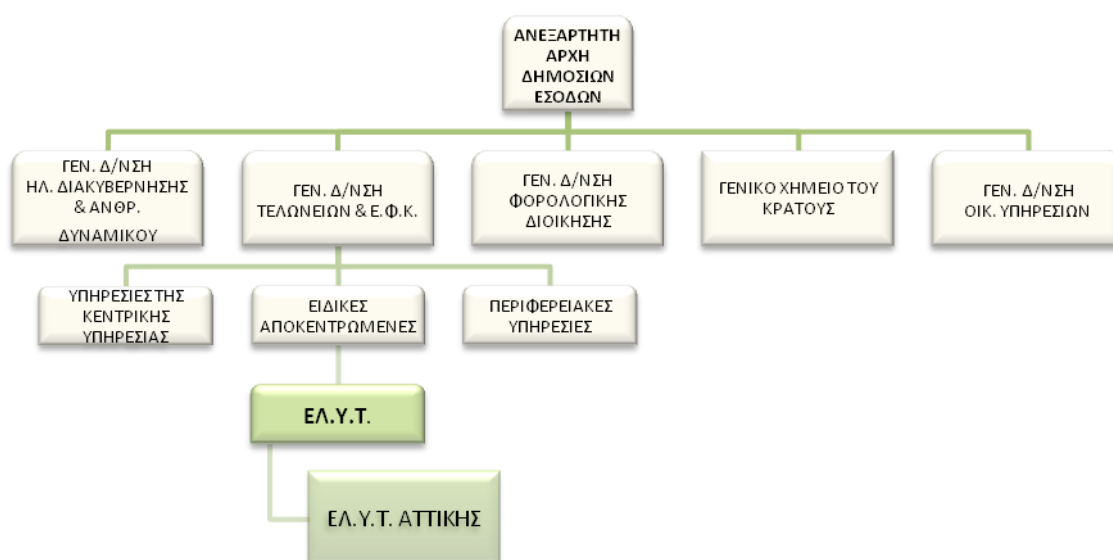 ΑΝΕΞΑΡΤΗΤΗ
ΑΡΧΗ
ΔΗΜΟΣΙΩΝ
ΕΣΟΔΩΝ
ΓΕΝ. Δ/ΝΣΗ
ΗΛ. ΔΙΑΚΥΒΕΡΝΗΣΗΣ
& ΑΝΘΡ.
ΔΥΝΑΜΙΚΟΥ
ΓΕΝ. Δ/ΝΣΗ
ΤΕΛΩΝΕΙΩΝ & Ε.Φ.Κ.
ΓΕΝ. Δ/ΝΣΗ
ΦΟΡΟΛΟΓΙΚΗΣ
ΔΙΟΙΚΗΣΗΣ
ΓΕΝΙΚΟ ΧΗΜΕΙΟ ΤΟΥ
ΚΡΑΤΟΥΣ
ΓΕΝ. Δ/ΝΣΗ
ΟΙΚ. ΥΠΗΡΕΣΙΩΝ
ΥΠΗΡΕΣΙΕΣ ΤΗΣ
ΚΕΝΤΡΙΚΗΣ
ΥΠΗΡΕΣΙΑΣ
ΕΙΔΙΚΕΣ
ΑΠΟΚΕΝΤΡΩΜΕΝΕΣ
ΠΕΡΙΦΕΡΕΙΑΚΕΣ
ΥΠΗΡΕΣΙΕΣ
ΕΛ.Υ.Τ.
ΕΛ.Υ.Τ. ΑΤΤΙΚΗΣ